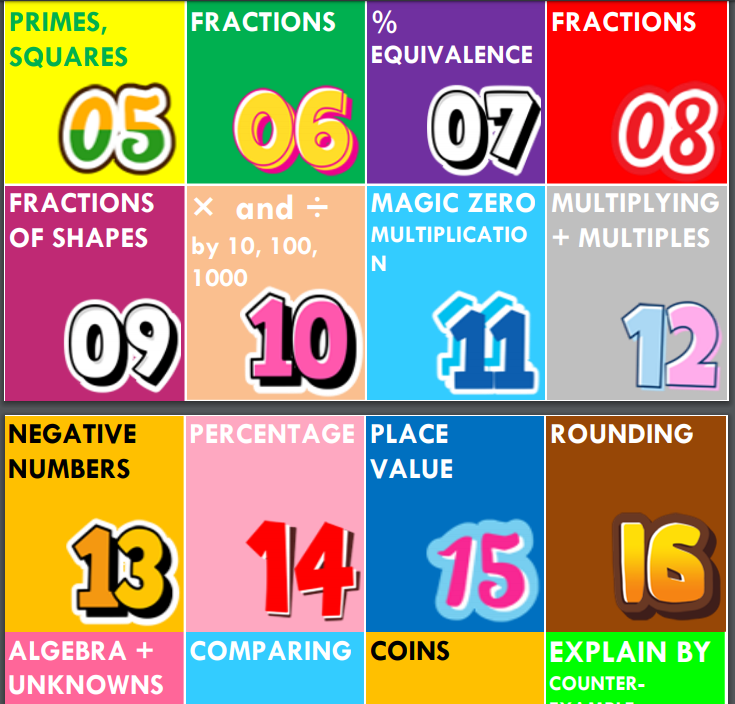 PRIMES,
SQUARES
05
FRACTIONS
06
%
EQUIVALENCE
07
FRACTIONS
08
FRACTIONS
OF SHAPES
09
× and ÷
by 10, 100,
1000
10
MAGIC ZERO
MULTIPLICATIO
N
11
MULTIPLYING
+ MULTIPLES
12
NEGATIVE
NUMBERS
13
PERCENTAGE
14
PLACE
VALUE
15
ROUNDING
16
ALGEBRA +
UNKNOWNS
COMPARING
COINS
EXPLAIN BY
COUNTER-